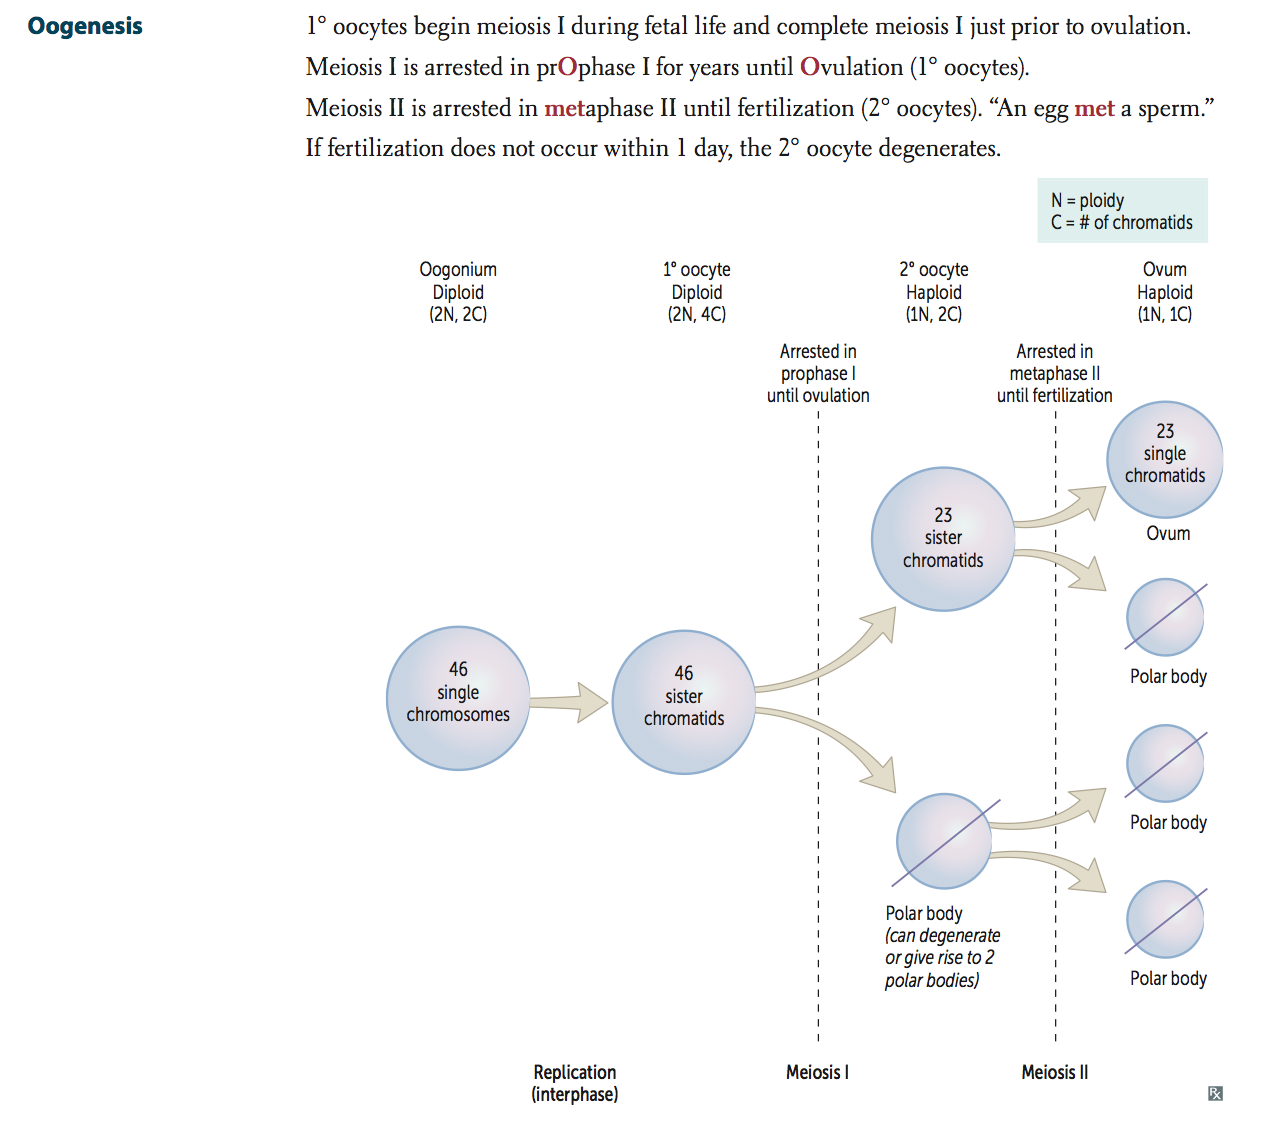 Oogenesis
1° oocytes begin meiosis I during fetal life and complete meiosis I just prior to ovulation.
Meiosis I is arrested in prOphase I for years until Ovulation (1° oocytes).
Meiosis II is arrested in metaphase II until fertilization (2° oocytes). “An egg met a sperm.”
If fertilization does not occur within 1 day, the 2° oocyte degenerates.
N = ploidy
C = # of chromatids
Oogonium
Diploid
(2N, 2C)
1° oocyte
Diploid
(2N, 4C)
2° oocyte
Haploid
(1N, 2C)
Ovum
Haploid
(1N, 1C)
Arrested in
prophase I
until ovulation
Arrested in
metaphase II
until fertilization
23
single
chromatids
Ovum
23
sister
chromatids
Polar body
46
single
chromosomes
46
sister
chromatids
Polar body
Polar body
(can degenerate
or give rise to 2
polar bodies)
Polar body
Replication
(interphase)
Meiosis I
Meiosis II
Rx